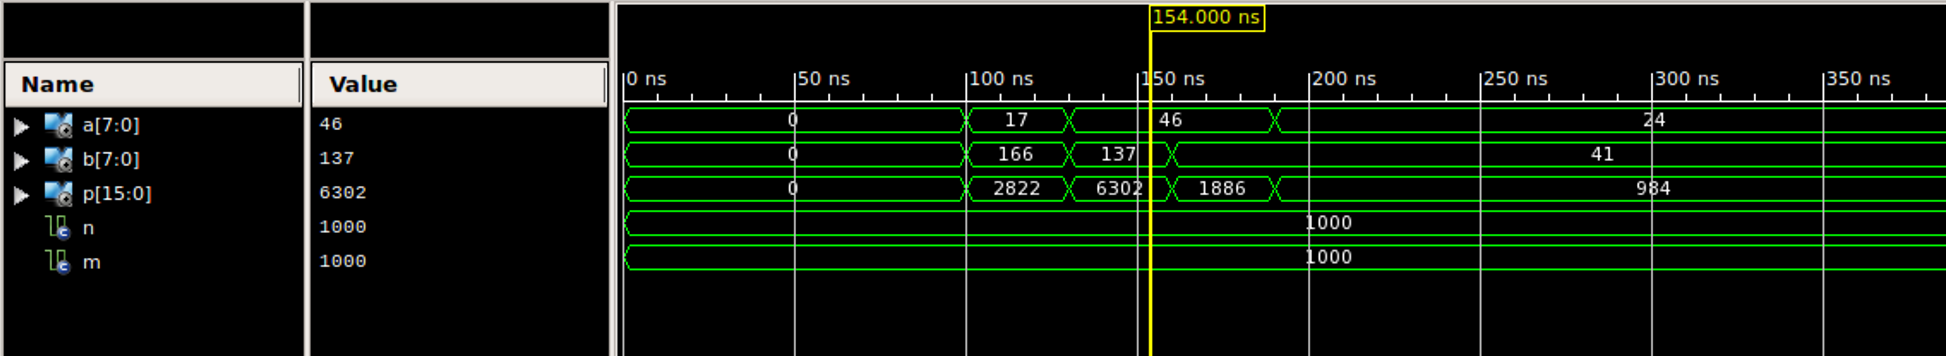 154.000 ns
Name Value 0 ns 50 ns 100 ns 150 ns 200 ns 250 ns 300 ns 350 ns
a[7:0] 46 0 17 46 24
b[7:0] 137 0 166 137 41
p[15:0] 6302 0 2822 6302 1886 984
n 1000 1000
m 1000 1000